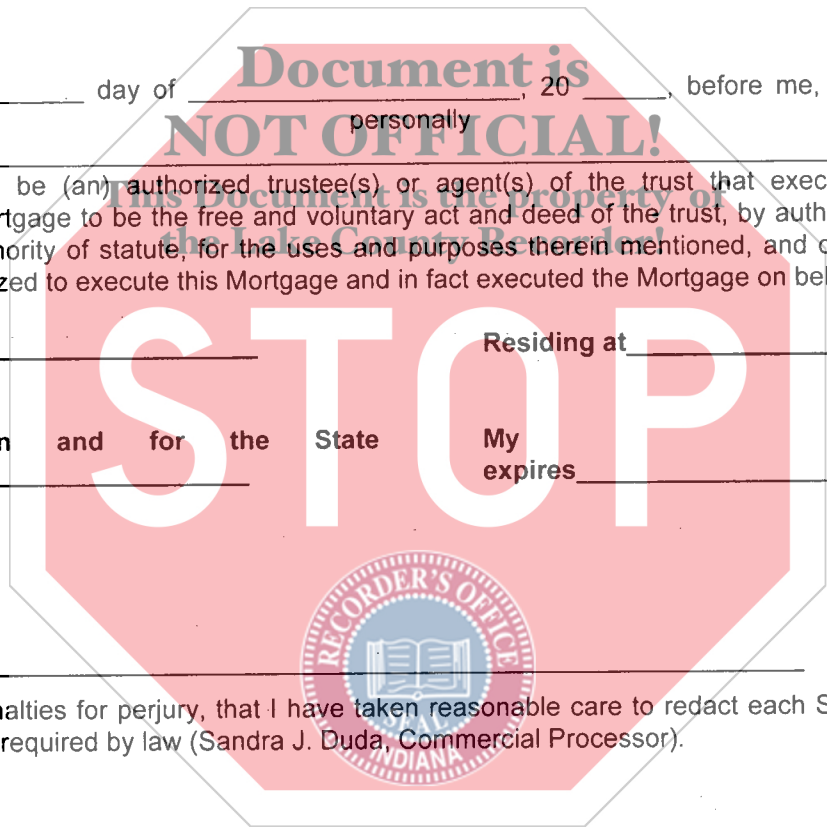 Document is
day of , 20 , before me,
NOT OFFICIAL!
personally
be (an) authorized trustee(s) or agent(s) of the trust that exec
This Document is the property of
rtgage to be the free and voluntary act and deed of the trust, by auth
the Lake County Recorder!
nority of statute, for the uses and purposes therein mentioned, and o
zed to execute this Mortgage and in fact executed the Mortgage on bel
STOP
Residing at
n and for the State My
expires
RECORDER'S OFFICE
SEAL
INDIANA
nalties for perjury, that I have taken reasonable care to redact each S
required by law (Sandra J. Duda, Commercial Processor).